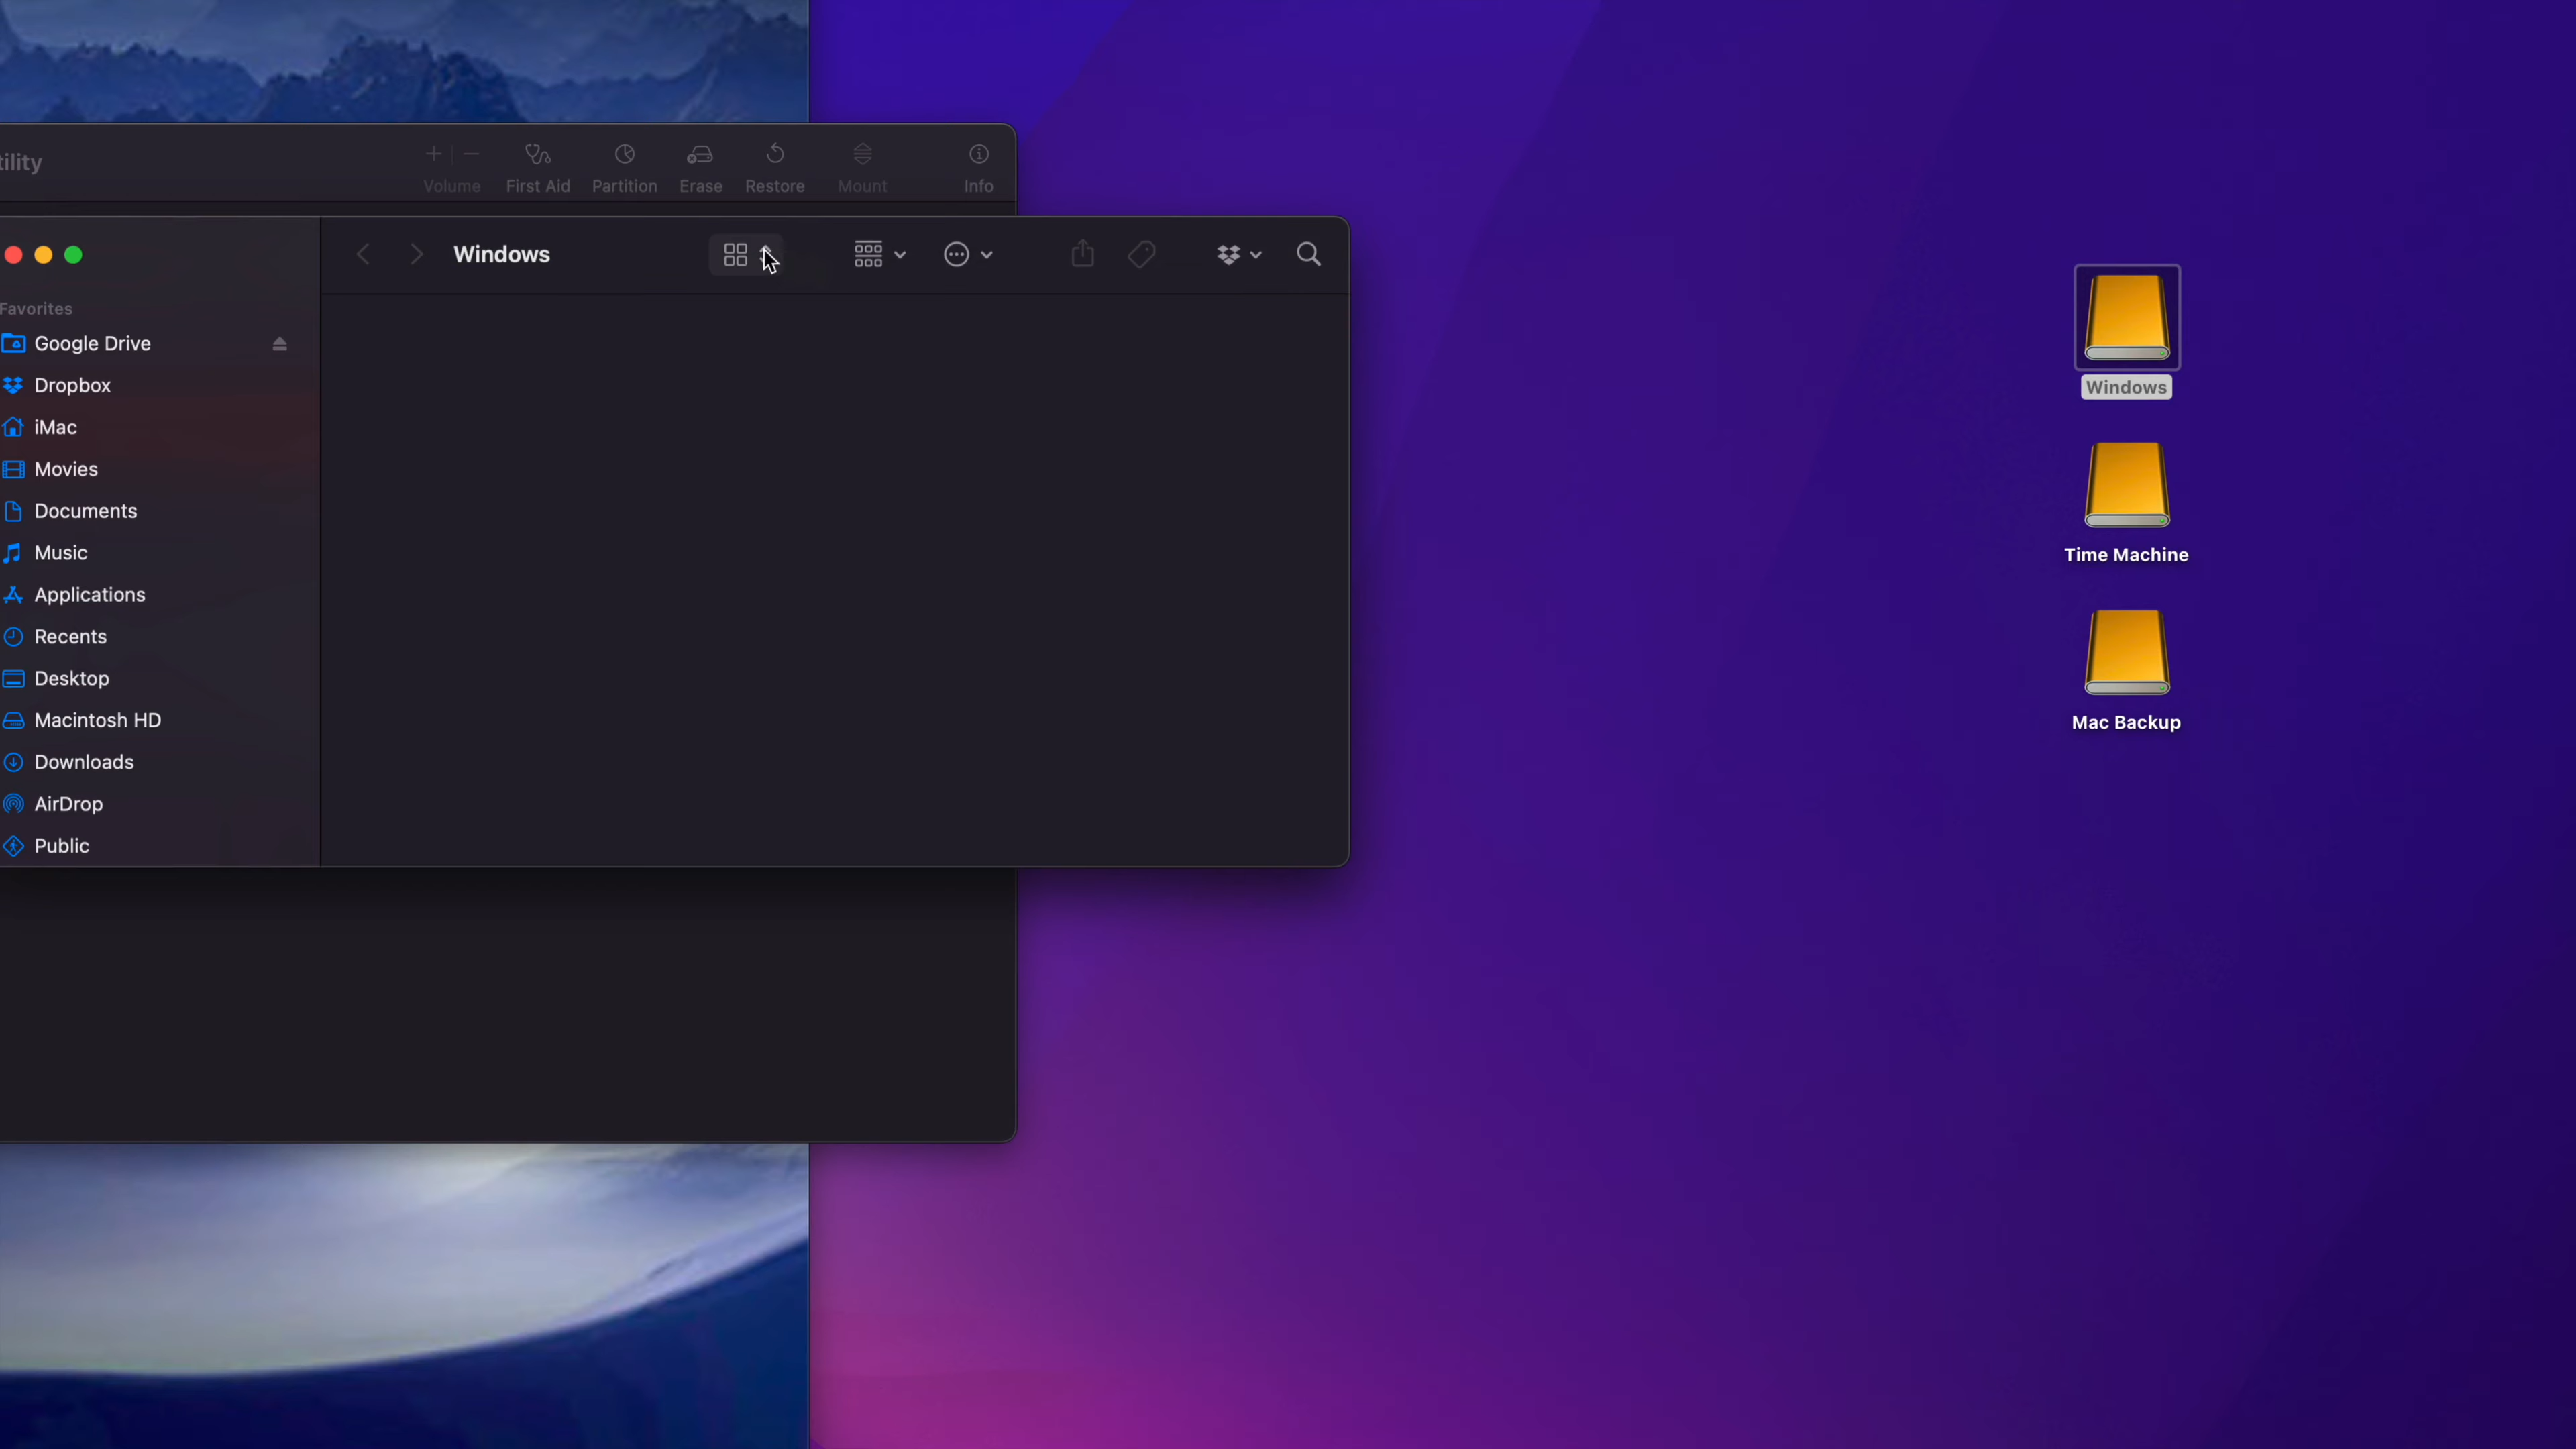 tility
Volume
First Aid
Partition
Erase
Restore
Mount
Info
Windows
Favorites
Google Drive
Dropbox
iMac
Movies
Documents
Music
Applications
Recents
Desktop
Macintosh HD
Downloads
AirDrop
Public
Windows
Time Machine
Mac Backup